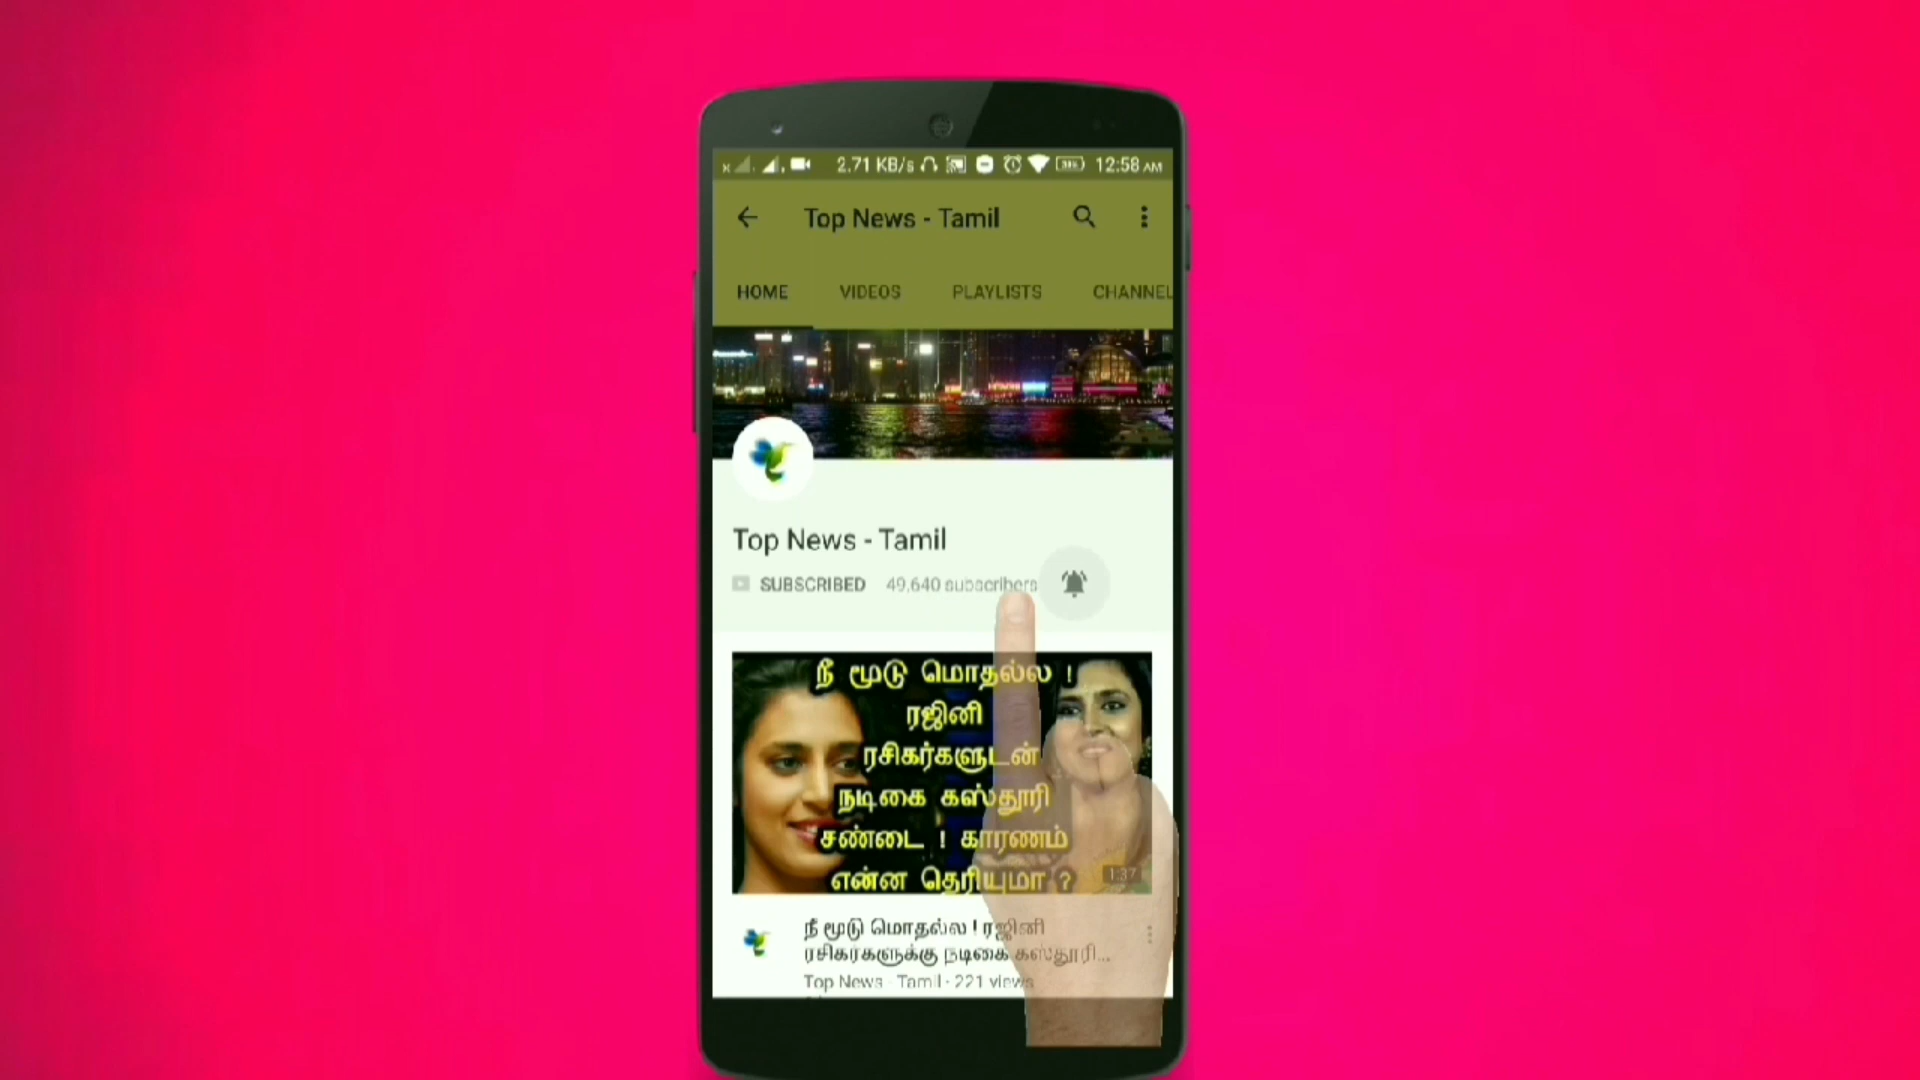 2.71 KB/s 12:58 AM
Top News - Tamil
HOME VIDEOS PLAYLISTS CHANNEL
Top News - Tamil
SUBSCRIBED 49,640 subscribers
நீ மூடு மொதல்ல !
ரஜினி
ரசிகர்களுடன்
நடிகை கஸ்தூரி
சண்டை ! காரணம்
என்ன தெரியுமா ?
1:37
நீ மூடு மொதல்ல ! ரஜினி
ரசிகர்களுக்கு நடிகை கஸ்தூரி...
Top News - Tamil · 221 views